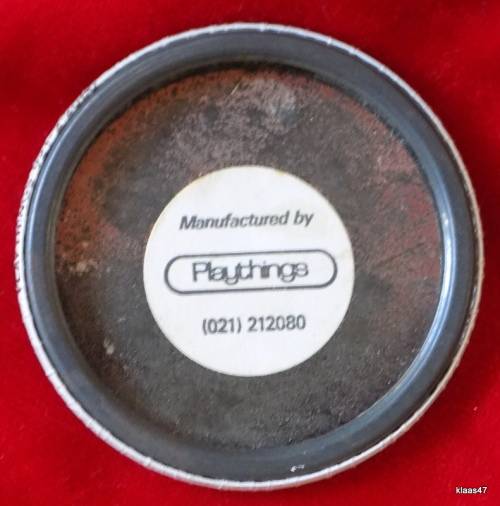 Manufactured by
Playthings
(021) 212080
klaas47